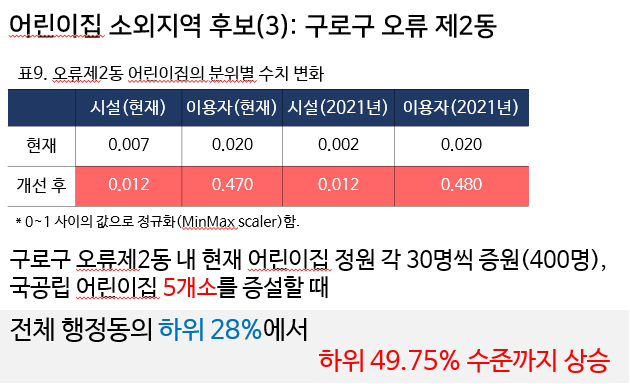 어린이집 소외지역 후보(3): 구로구 오류 제2동
표9. 오류제2동 어린이집의 분위별 수치 변화
시설(현재) 이용자(현재) 시설(2021년) 이용자(2021년)
현재 0.007 0.020 0.002 0.020
개선 후 0.012 0.470 0.012 0.480
* 0~1 사이의 값으로 정규화(MinMax scaler)함.
구로구 오류제2동 내 현재 어린이집 정원 각 30명씩 증원(400명),
국공립 어린이집 5개소를 증설할 때
전체 행정동의 하위 28%에서
하위 49.75% 수준까지 상승